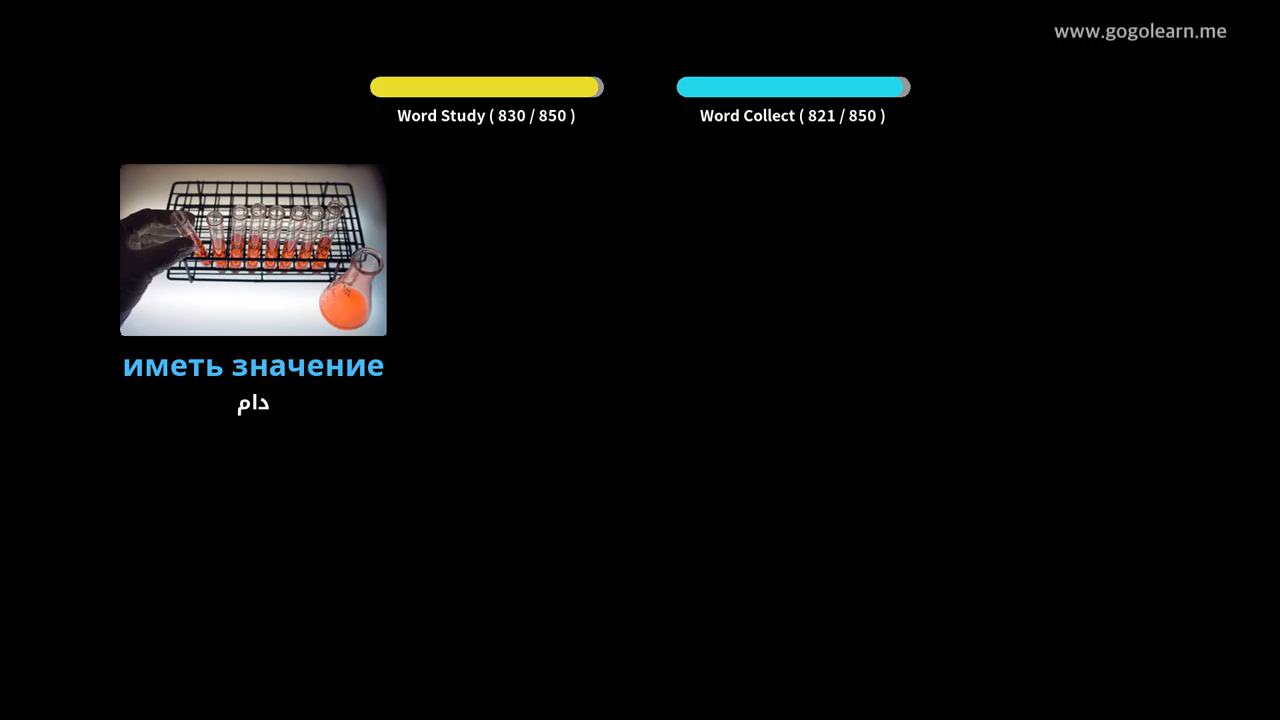 www.gogolearn.me
Word Study ( 830 / 850 )
Word Collect ( 821 / 850 )
иметь значение
دام